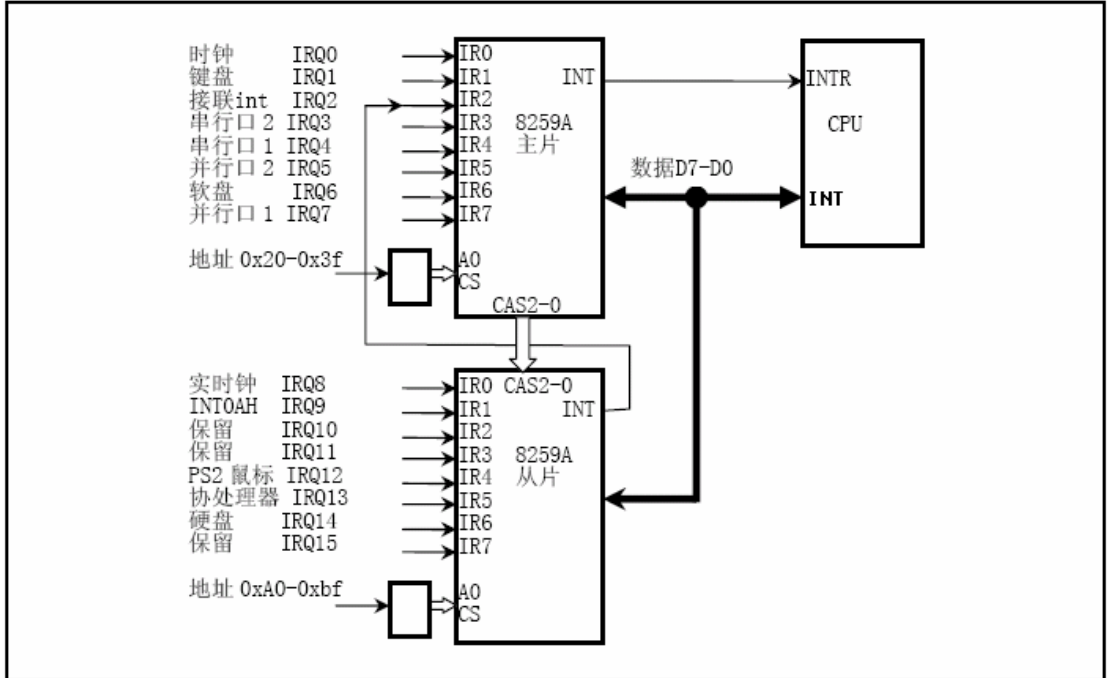 时钟 IRQ0
键盘 IRQ1
接联int IRQ2
串行口2 IRQ3
串行口1 IRQ4
并行口2 IRQ5
软盘 IRQ6
并行口1 IRQ7
地址 0x20-0x3f
IR0
IR1
IR2
IR3
IR4
IR5
IR6
IR7
A0
CS
INT
8259A
主片
CAS2-0
INTR
CPU
数据D7-D0
INT
实时钟 IRQ8
INT0AH IRQ9
保留 IRQ10
保留 IRQ11
PS2鼠标 IRQ12
协处理器 IRQ13
硬盘 IRQ14
保留 IRQ15
地址 0xA0-0xbf
IR0 CAS2-0
IR1
IR2
IR3
IR4
IR5
IR6
IR7
A0
CS
INT
8259A
从片